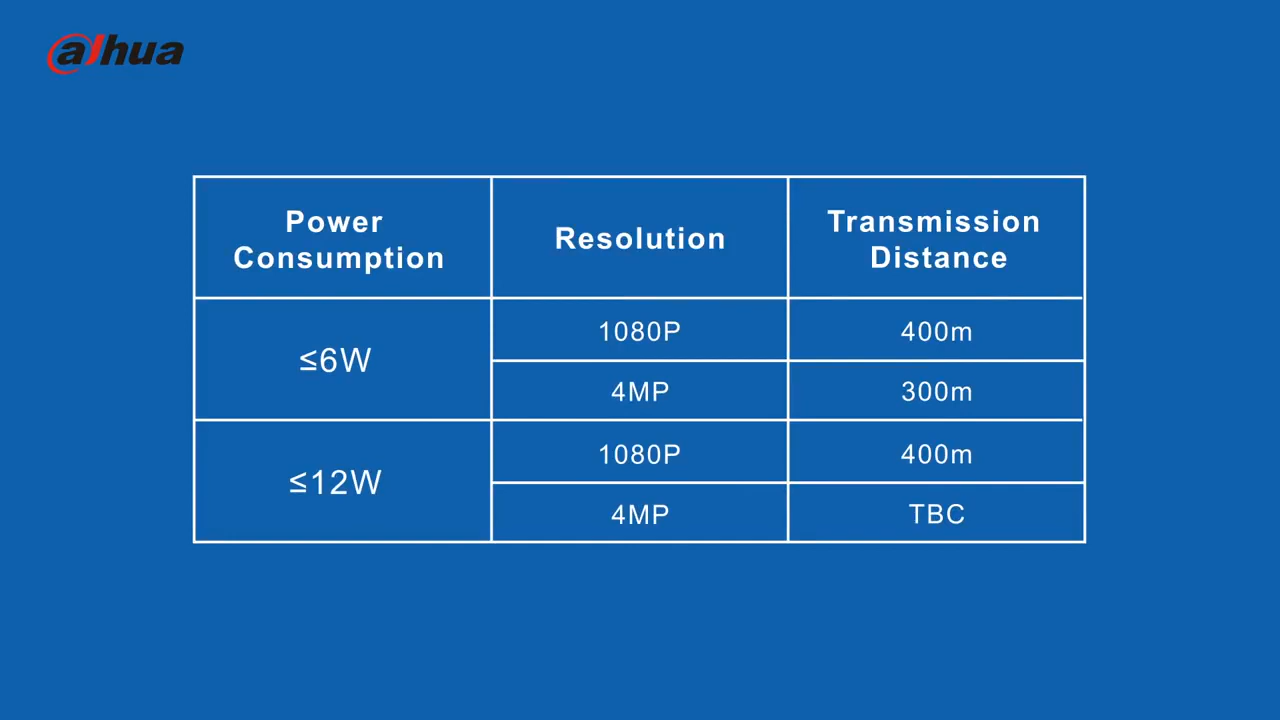 alhua
Power
Consumption
Resolution
Transmission
Distance
≤6W
1080P
400m
4MP
300m
≤12W
1080P
400m
4MP
TBC